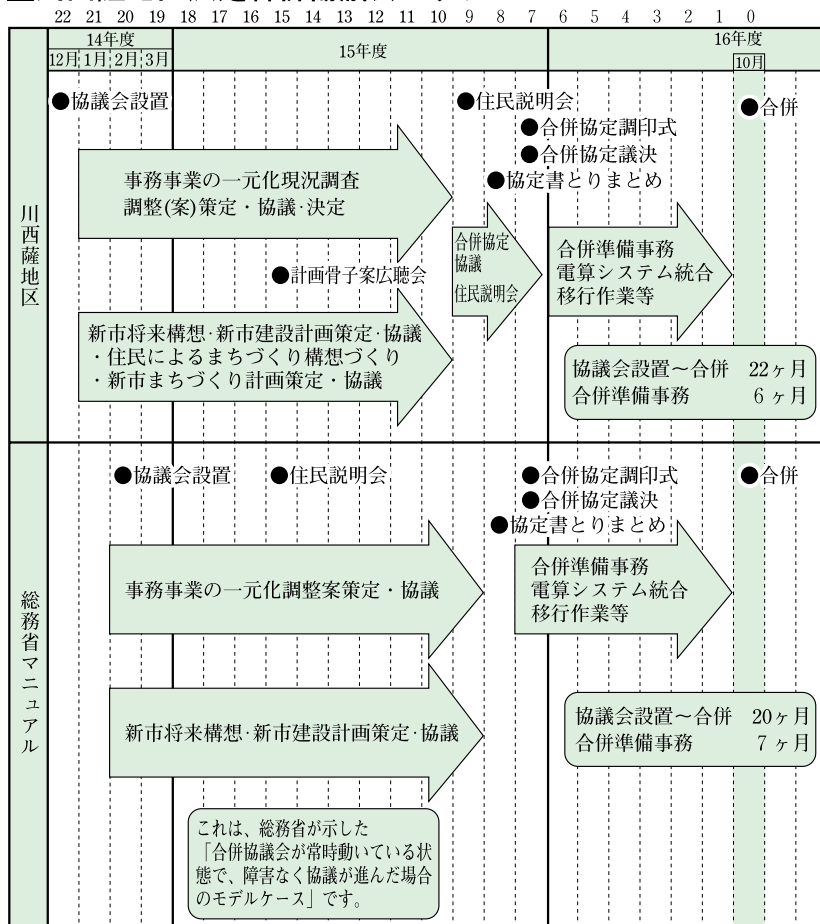 22 21 20 19 18 17 16 15 14 13 12 11 10 9 8 7 6 5 4 3 2 1 0
14年度 15年度 16年度
12月 1月 2月 3月 10月
川西薩地区
●協議会設置
●住民説明会
●合併
●合併協定調印式
●合併協定議決
●協定書とりまとめ
事務事業の一元化現況調査
調整(案)策定・協議・決定
●計画骨子案広聴会
新市将来構想・新市建設計画策定・協議
・住民によるまちづくり構想づくり
・新市まちづくり計画策定・協議
合併協定
協議
住民説明会
合併準備事務
電算システム統合
移行作業等
協議会設置～合併 22ヶ月
合併準備事務 6ヶ月
総務省マニュアル
●協議会設置
●住民説明会
●合併協定調印式
●合併
●合併協定議決
●協定書とりまとめ
事務事業の一元化調整案策定・協議
合併準備事務
電算システム統合
移行作業等
新市将来構想・新市建設計画策定・協議
協議会設置～合併 20ヶ月
合併準備事務 7ヶ月
これは、総務省が示した
「合併協議会が常時動いている状
態で、障害なく協議が進んだ場合
のモデルケース」です。